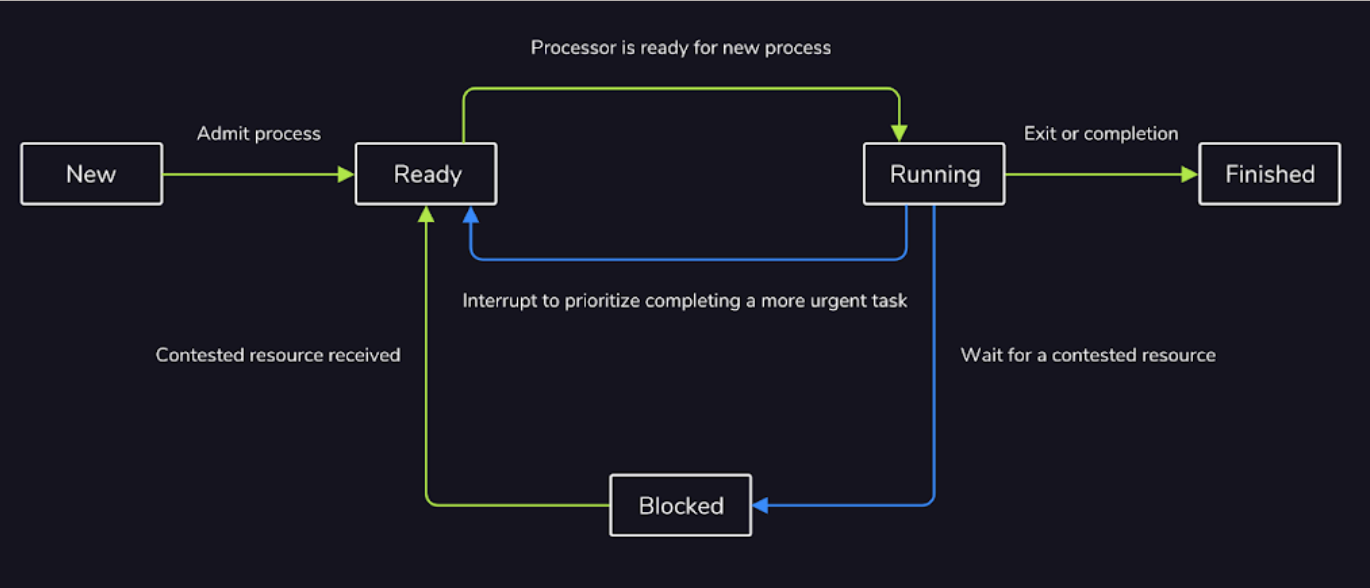 Processor is ready for new process
Admit process
Exit or completion
New
Ready
Running
Finished
Interrupt to prioritize completing a more urgent task
Contested resource received
Wait for a contested resource
Blocked